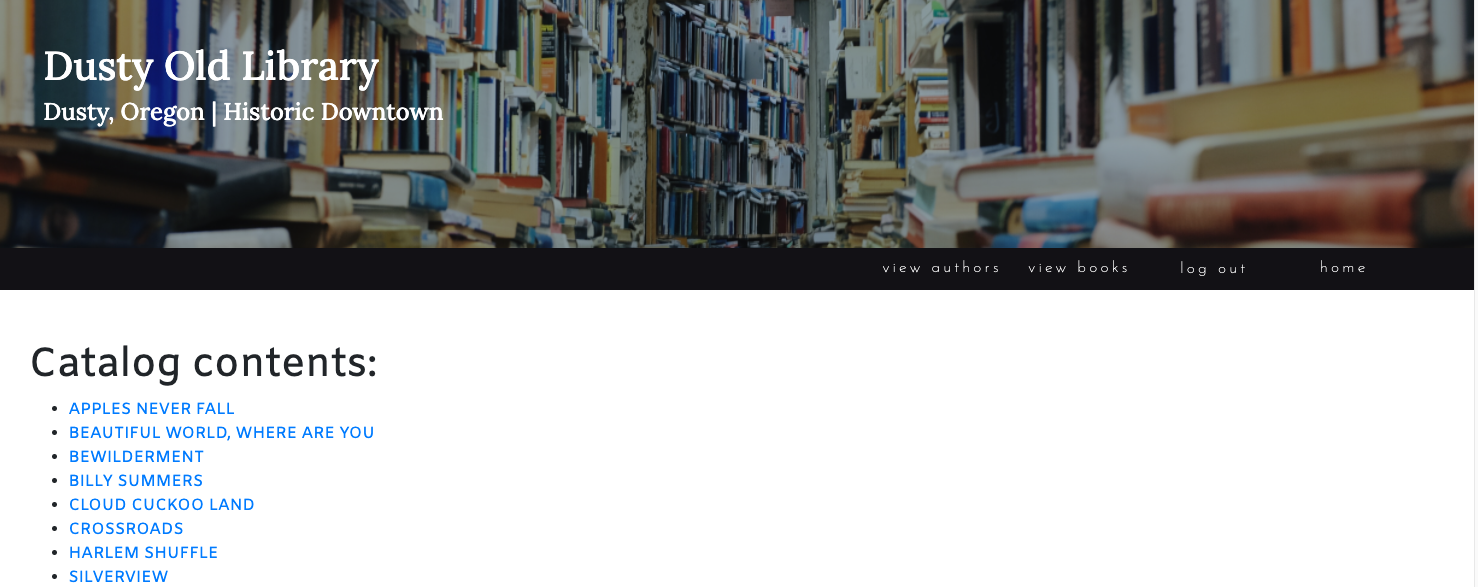 Dusty Old Library
Dusty, Oregon | Historic Downtown
view authors view books log out home
Catalog contents:
APPLES NEVER FALL
BEAUTIFUL WORLD, WHERE ARE YOU
BEWILDERMENT
BILLY SUMMERS
CLOUD CUCKOO LAND
CROSSROADS
HARLEM SHUFFLE
SILVERVIEW